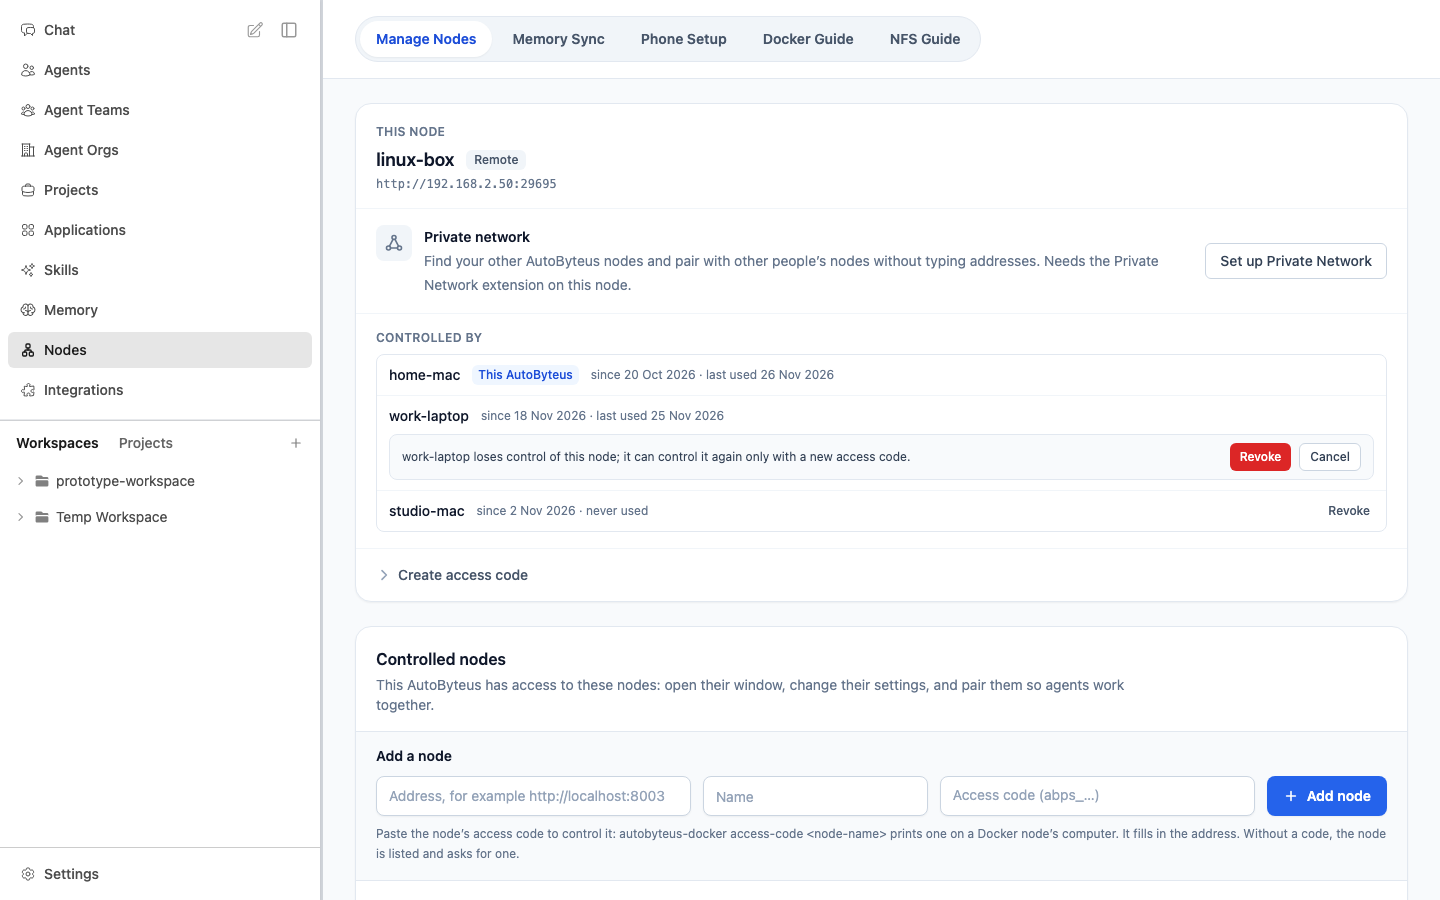 Chat
Agents
Agent Teams
Agent Orgs
Projects
Applications
Skills
Memory
Nodes
Integrations
Workspaces Projects
prototype-workspace
Temp Workspace
Settings
Manage Nodes Memory Sync Phone Setup Docker Guide NFS Guide
THIS NODE
linux-box Remote
http://192.168.2.50:29695
Private network
Find your other AutoByteus nodes and pair with other people’s nodes without typing addresses. Needs the Private
Network extension on this node.
Set up Private Network
CONTROLLED BY
home-mac This AutoByteus since 20 Oct 2026 · last used 26 Nov 2026
work-laptop since 18 Nov 2026 · last used 25 Nov 2026
work-laptop loses control of this node; it can control it again only with a new access code. Revoke Cancel
studio-mac since 2 Nov 2026 · never used Revoke
Create access code
Controlled nodes
This AutoByteus has access to these nodes: open their window, change their settings, and pair them so agents work
together.
Add a node
Address, for example http://localhost:8003 Name Access code (abps_...) + Add node
Paste the node’s access code to control it: autobyteus-docker access-code <node-name> prints one on a Docker node’s computer. It fills in the address. Without a code, the node
is listed and asks for one.